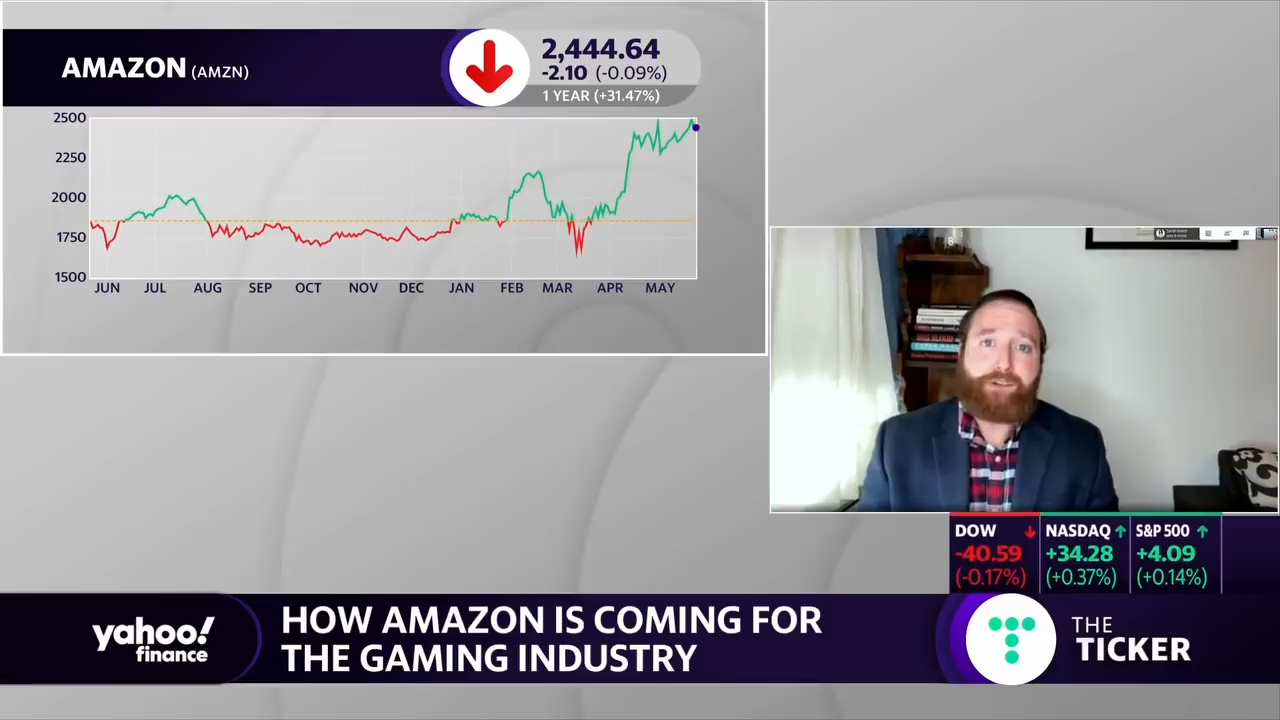 AMAZON (AMZN)
2,444.64
-2.10 (-0.09%)
1 YEAR (+31.47%)
2500
2250
2000
1750
1500
JUN JUL AUG SEP OCT NOV DEC JAN FEB MAR APR MAY
DOW
-40.59
(-0.17%)
NASDAQ
+34.28
(+0.37%)
S&P 500
+4.09
(+0.14%)
yahoo!
finance
HOW AMAZON IS COMING FOR
THE GAMING INDUSTRY
THE
TICKER